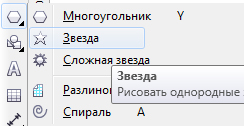 Многоугольник Y
Звезда
Сложная звезда
Звезда
Рисовать однородные
Спираль A